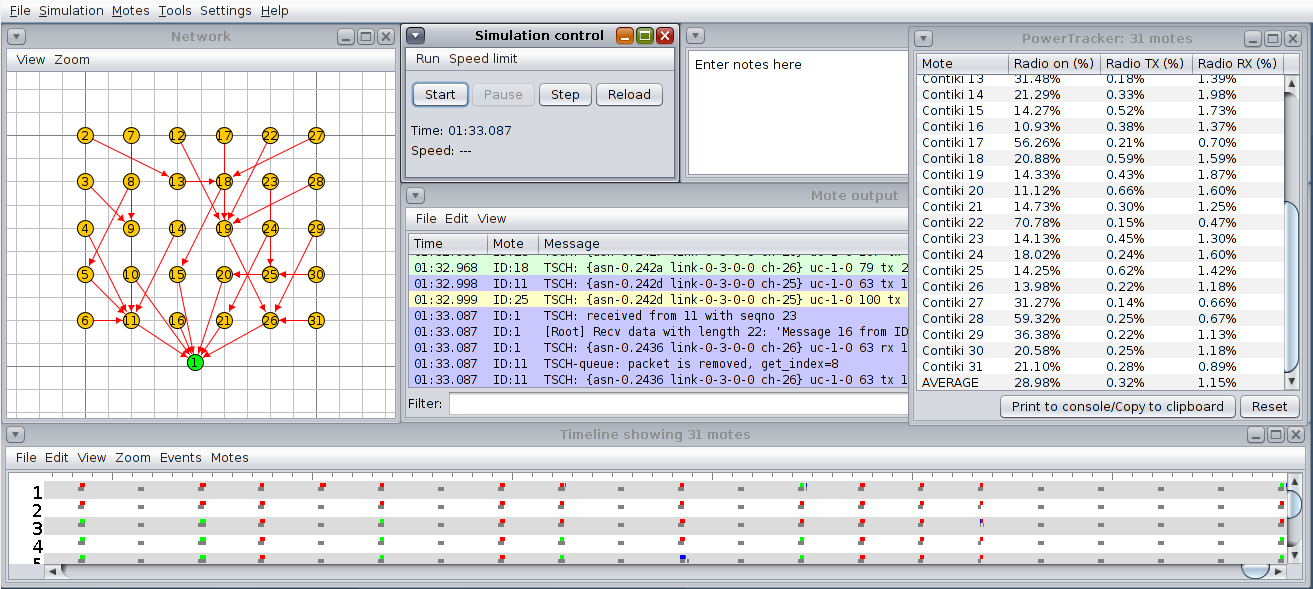 File Simulation Motes Tools Settings Help
Network
View Zoom
2 7 12 17 22 27
3 8 13 18 23 28
4 9 14 19 24 29
5 10 15 20 25 30
6 11 16 21 26 31
1
Simulation control
Run Speed limit
Start Pause Step Reload
Time: 01:33.087
Speed: ---
Enter notes here
Mote output
File Edit View
Time Mote Message
01:32.968 ID:18 TSCH: {asn-0.242a link-0-3-0-0 ch-26} uc-1-0 79 tx 2
01:32.998 ID:11 TSCH: {asn-0.242d link-0-3-0-0 ch-25} uc-1-0 63 tx 1
01:32.999 ID:25 TSCH: {asn-0.242d link-0-3-0-0 ch-25} uc-1-0 100 tx
01:33.087 ID:1 TSCH: received from 11 with seqno 23
01:33.087 ID:1 [Root] Recv data with length 22: 'Message 16 from ID
01:33.087 ID:1 TSCH: {asn-0.2436 link-0-3-0-0 ch-26} uc-1-0 63 rx 1
01:33.087 ID:11 TSCH-queue: packet is removed, get_index=8
01:33.087 ID:11 TSCH: {asn-0.2436 link-0-3-0-0 ch-26} uc-1-0 63 tx 1
Filter:
PowerTracker: 31 motes
Mote Radio on (%) Radio TX (%) Radio RX (%)
Contiki 13 31.48% 0.18% 1.39%
Contiki 14 21.29% 0.33% 1.98%
Contiki 15 14.27% 0.52% 1.73%
Contiki 16 10.93% 0.38% 1.37%
Contiki 17 56.26% 0.21% 0.70%
Contiki 18 20.88% 0.59% 1.59%
Contiki 19 14.33% 0.43% 1.87%
Contiki 20 11.12% 0.66% 1.60%
Contiki 21 14.73% 0.30% 1.25%
Contiki 22 70.78% 0.15% 0.47%
Contiki 23 14.13% 0.45% 1.30%
Contiki 24 18.02% 0.24% 1.60%
Contiki 25 14.25% 0.62% 1.42%
Contiki 26 13.98% 0.22% 1.18%
Contiki 27 31.27% 0.14% 0.66%
Contiki 28 59.32% 0.25% 0.67%
Contiki 29 36.38% 0.22% 1.13%
Contiki 30 20.58% 0.25% 1.18%
Contiki 31 21.10% 0.28% 0.89%
AVERAGE 28.98% 0.32% 1.15%
Print to console/Copy to clipboard Reset
Timeline showing 31 motes
File Edit View Zoom Events Motes
1
2
3
4
5